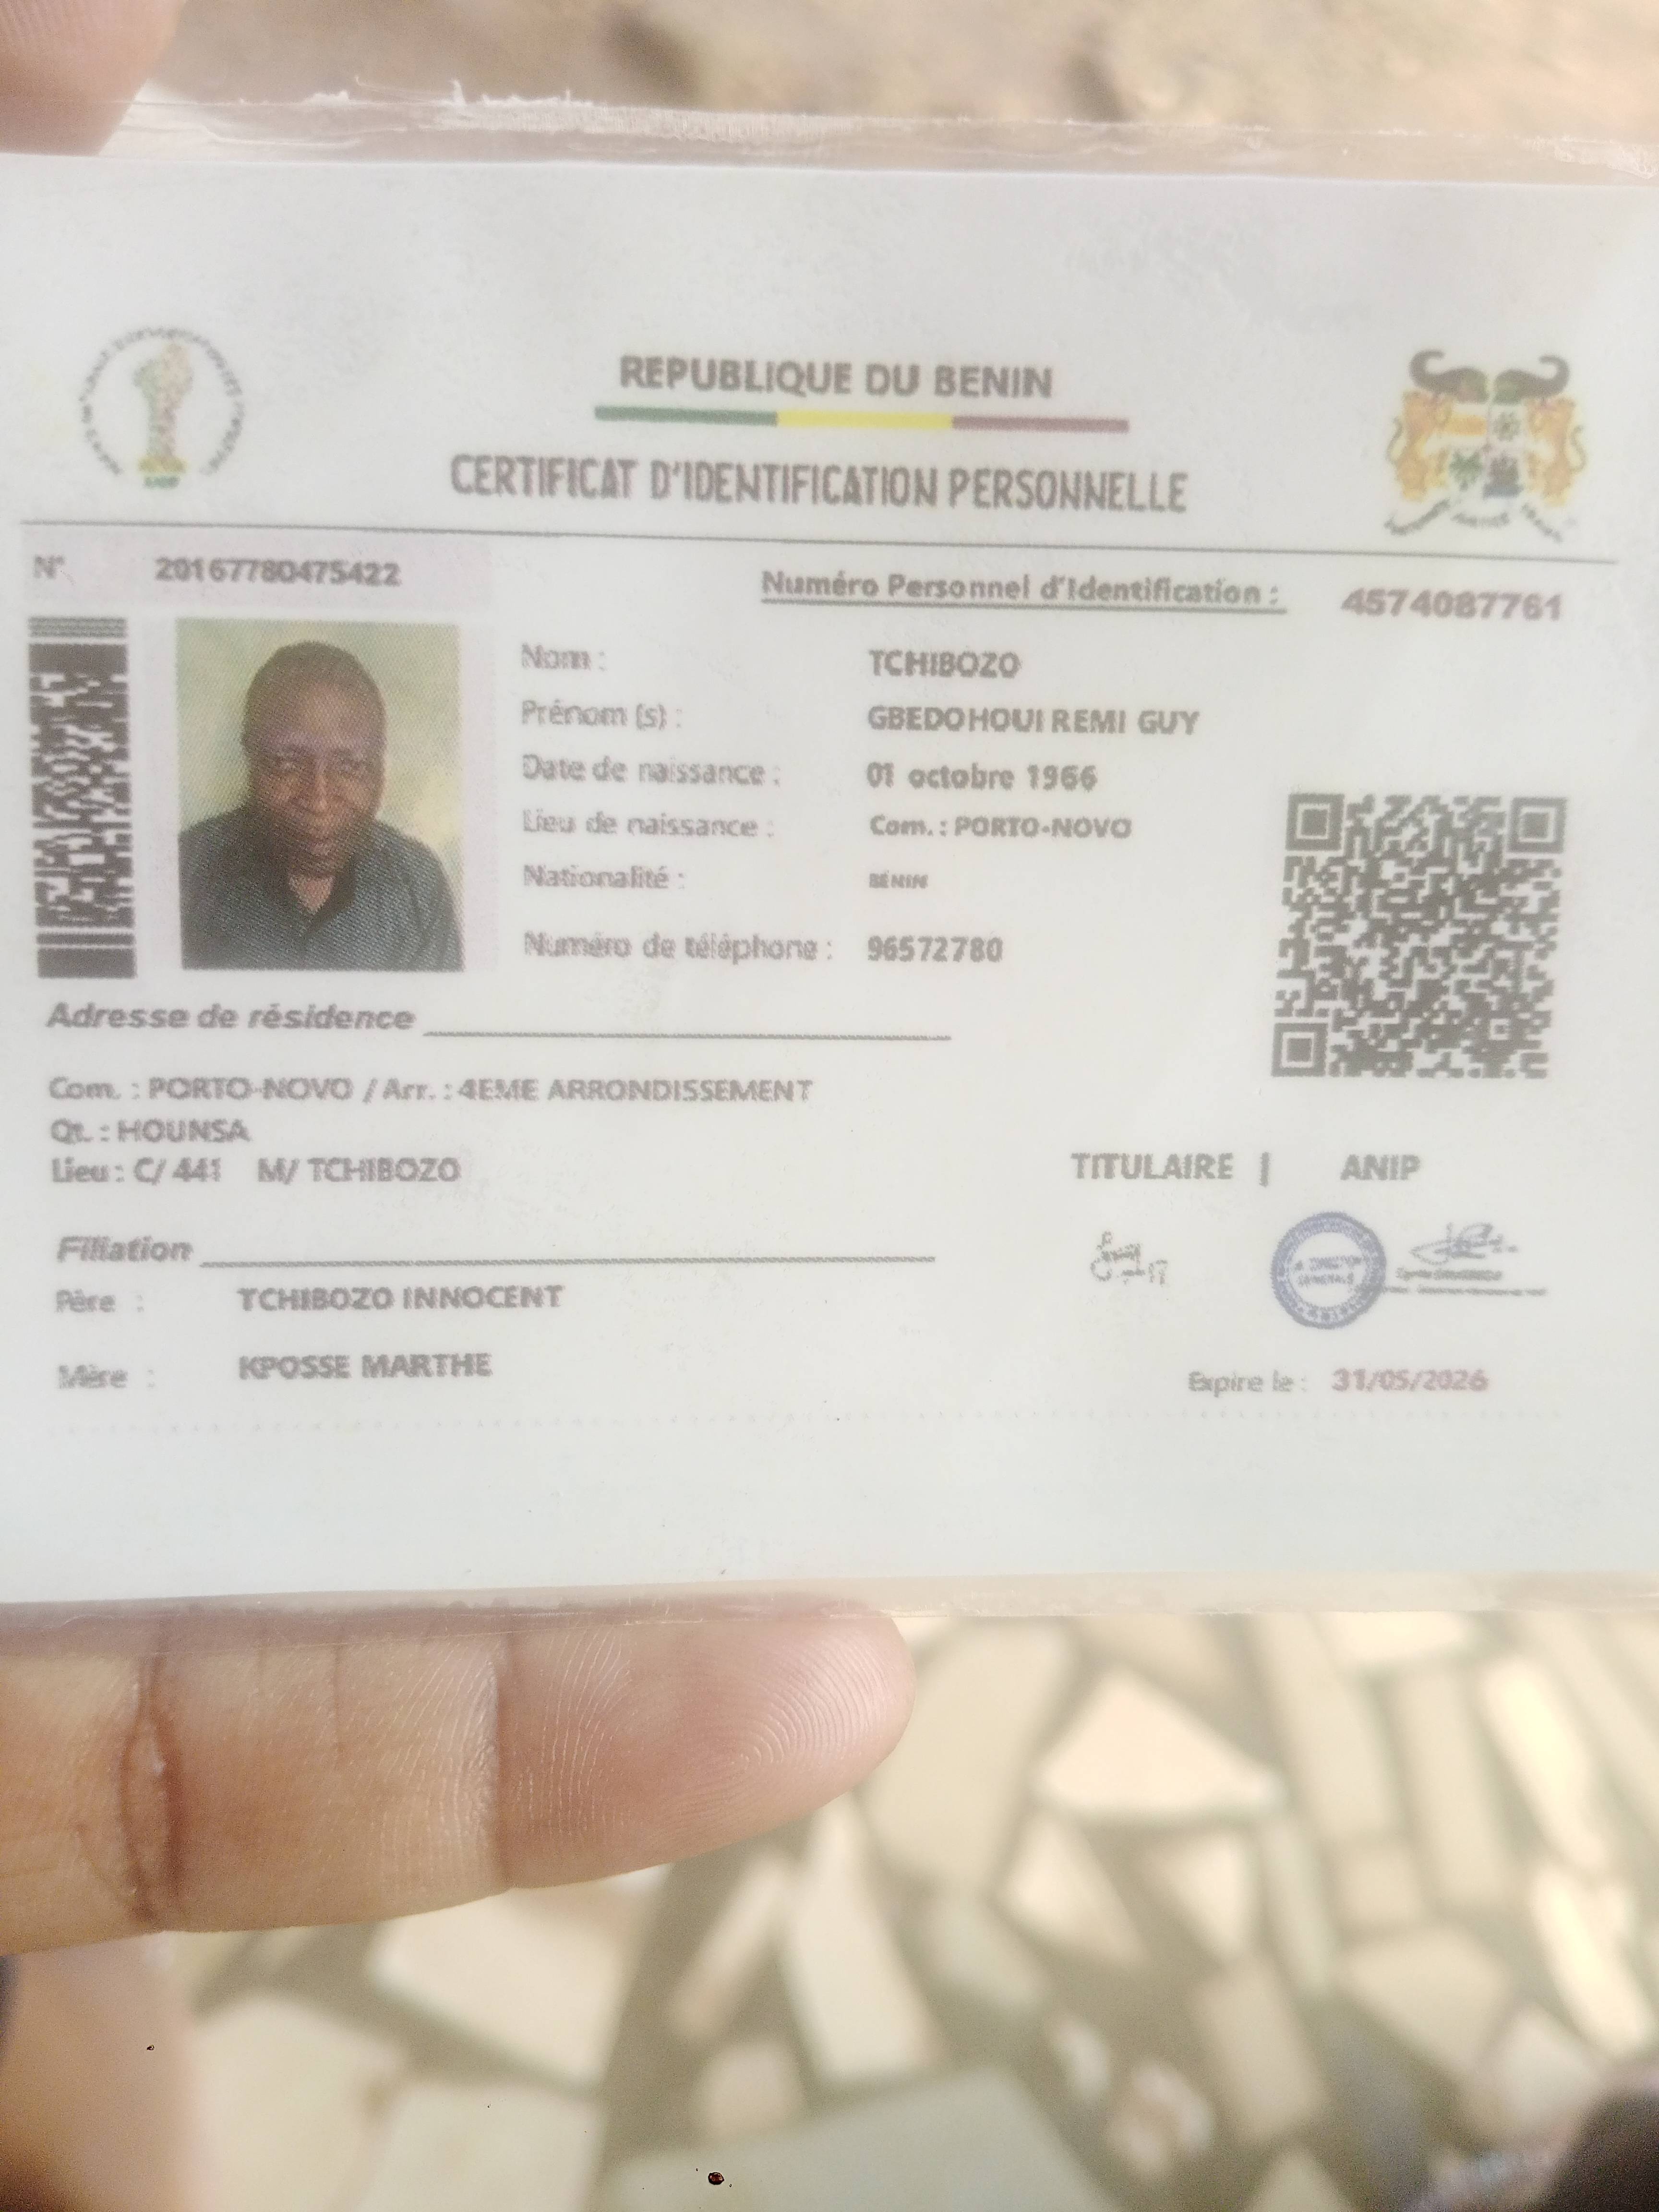 REPUBLIQUE DU BENIN
CERTIFICAT D'IDENTIFICATION PERSONNELLE
N° 20167780475422
Numéro Personnel d'Identification : 4574087761
Nom : TCHIBOZO
Prénom (s) : GBEDOHOUI REMI GUY
Date de naissance : 01 octobre 1966
Lieu de naissance : Com. : PORTO-NOVO
Nationalité : BENIN
Numéro de téléphone : 96572780
Adresse de résidence
Com. : PORTO-NOVO / Arr. : 4EME ARRONDISSEMENT
Qt. : HOUNSA
Lieu : C/ 441 M/ TCHIBOZO
TITULAIRE | ANIP
Filiation
Père : TCHIBOZO INNOCENT
Mère : KPOSSE MARTHE
Expire le : 31/05/2026